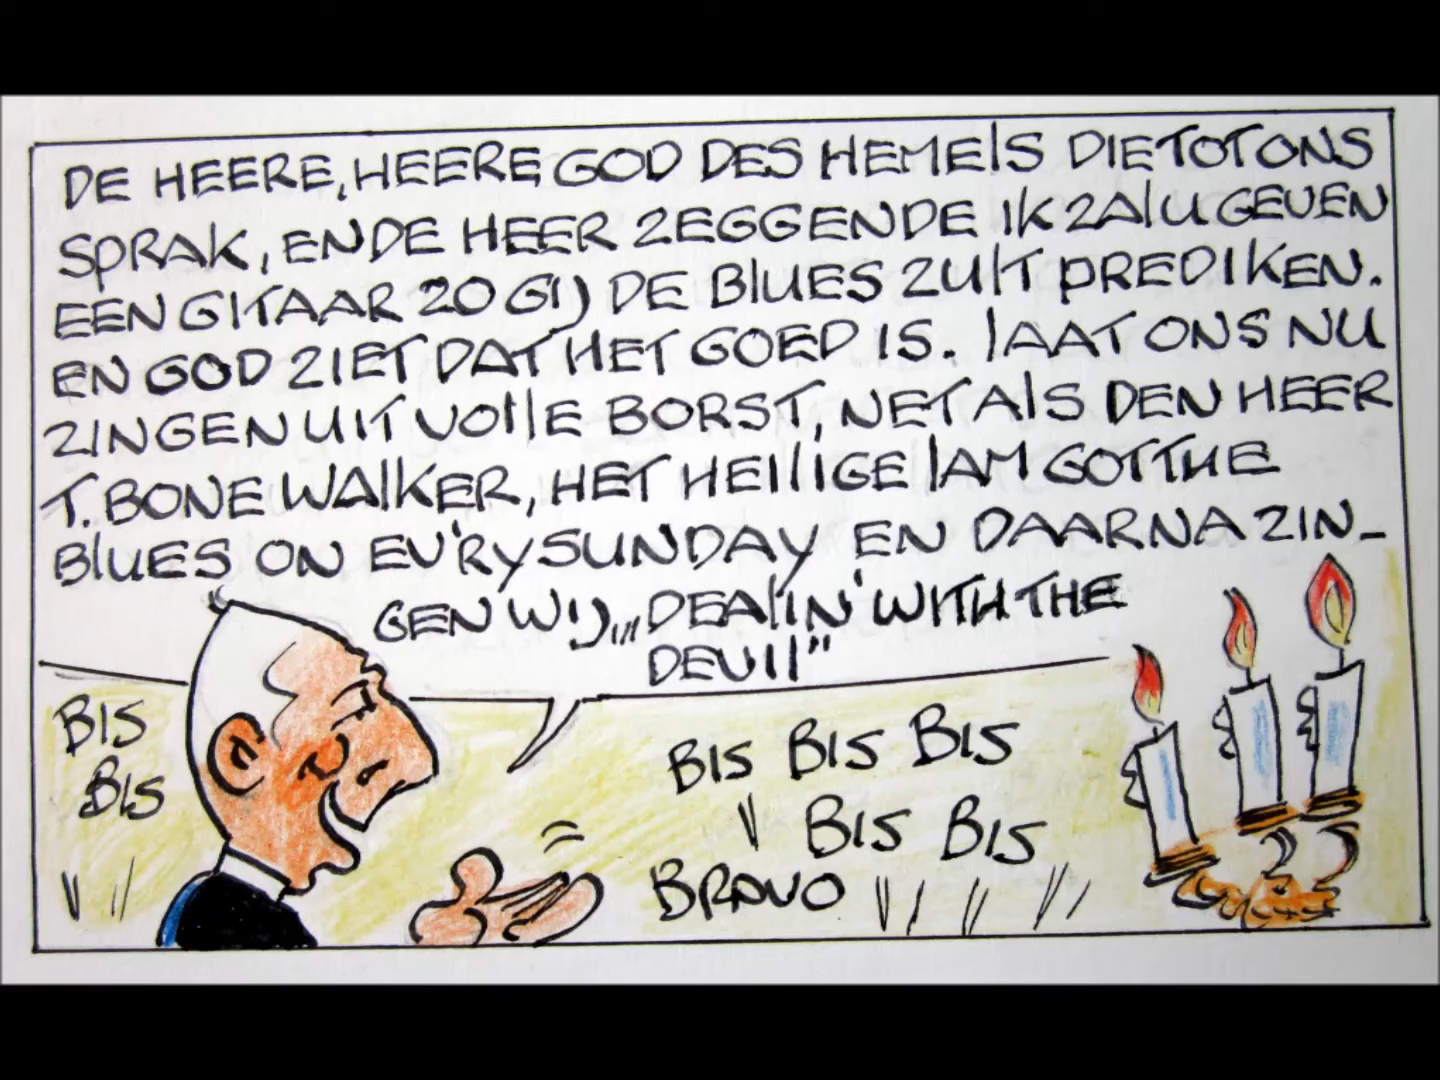 DE HEERE, HEERE, GOD DES HEMELS DIE TOT ONS
SPRAK, ENDE HEER ZEGGENDE IK ZAL U GEVEN
EEN GITAAR ZO GIJ DE BLUES ZULT PREDIKEN.
EN GOD ZIET DAT HET GOED IS. LAAT ONS NU
ZINGEN UIT VOLLE BORST, NET ALS DEN HEER
T. BONE WALKER, HET HEILIGE LAM GOT THE
BLUES ON EV'RY SUNDAY, EN DAARNA ZIN-
GEN WIJ „DEALIN' WITH THE
DEVIL"
BIS
BIS
BIS BIS BIS
BIS BIS
BRAVO